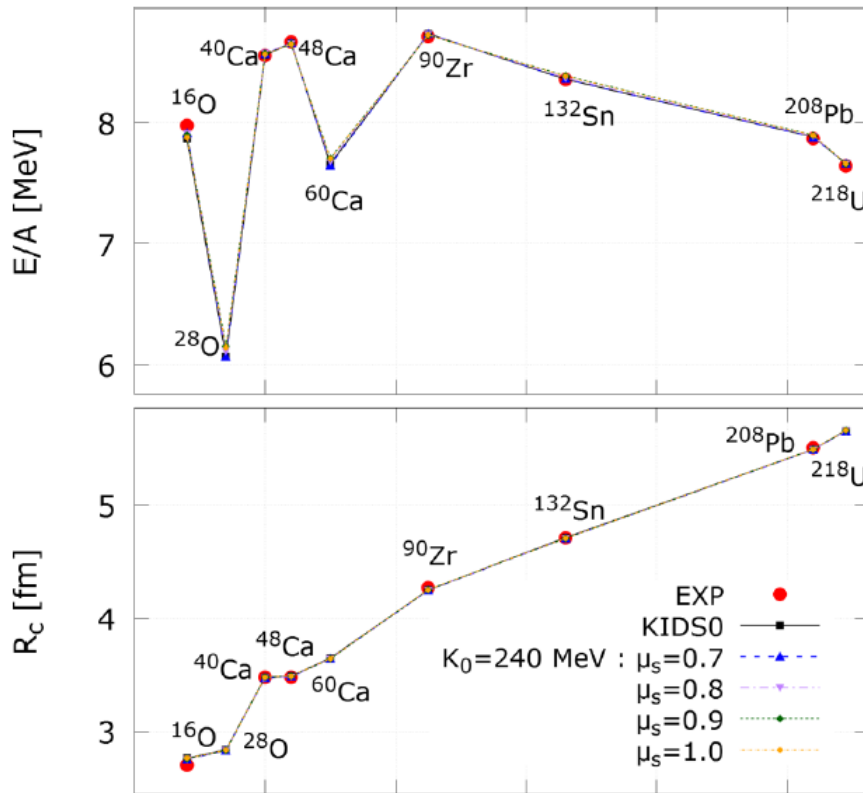 ⁴⁰Ca
⁴⁸Ca
⁹⁰Zr
¹⁶O
¹³²Sn
²⁰⁸Pb
8
⁶⁰Ca
²¹⁸U
E/A [MeV]
7
²⁸O
6
²⁰⁸Pb
²¹⁸U
5
¹³²Sn
⁹⁰Zr
R_c [fm]
4
EXP
⁴⁸Ca
KIDS0
⁴⁰Ca
⁶⁰Ca
K₀=240 MeV : μₛ=0.7
μₛ=0.8
3
¹⁶O
²⁸O
μₛ=0.9
μₛ=1.0